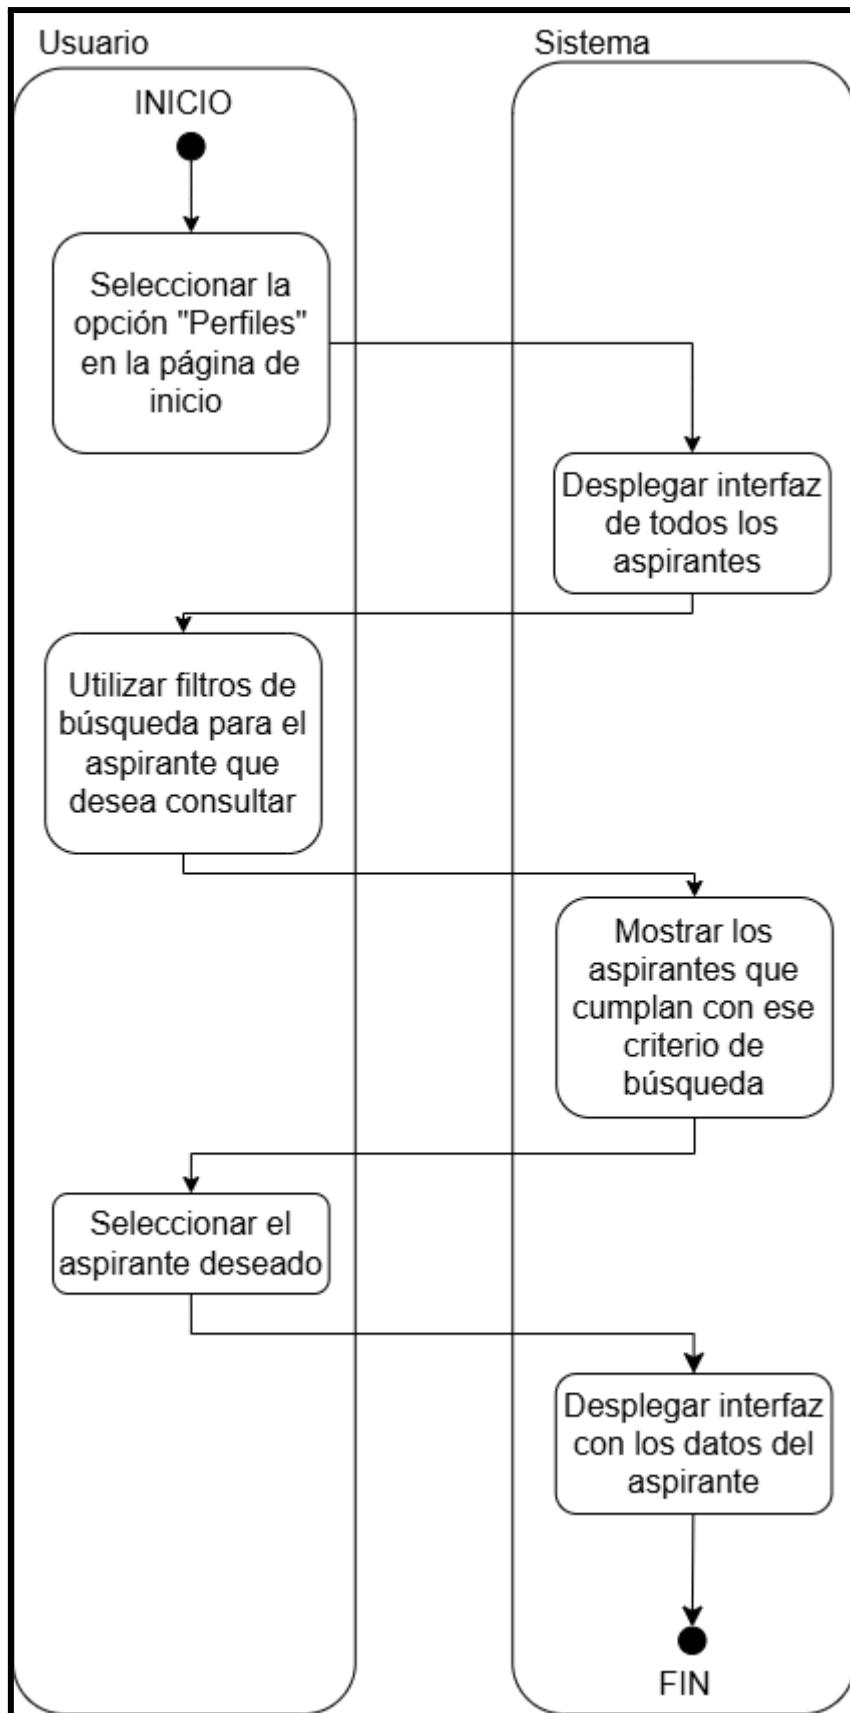 Usuario
Sistema
INICIO
Seleccionar la
opción "Perfiles"
en la página de
inicio
Desplegar interfaz
de todos los
aspirantes
Utilizar filtros de
búsqueda para el
aspirante que
desea consultar
Mostrar los
aspirantes que
cumplan con ese
criterio de
búsqueda
Seleccionar el
aspirante deseado
Desplegar interfaz
con los datos del
aspirante
FIN